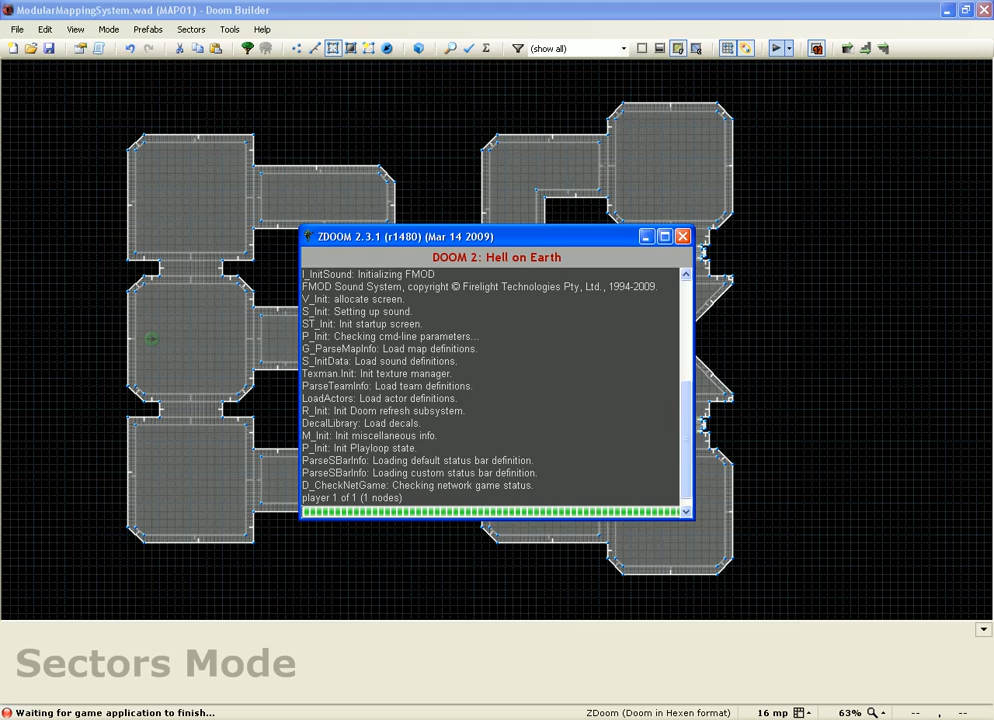 ModularMappingSystem.wad (MAP01) - Doom Builder
File Edit View Mode Prefabs Sectors Tools Help
(show all)
ZDOOM 2.3.1 (r1480) (Mar 14 2009)
DOOM 2: Hell on Earth
I_InitSound: Initializing FMOD
FMOD Sound System, copyright © Firelight Technologies Pty, Ltd., 1994-2009.
V_Init: allocate screen.
S_Init: Setting up sound.
ST_Init: Init startup screen.
P_Init: Checking cmd-line parameters...
G_ParseMapInfo: Load map definitions.
S_InitData: Load sound definitions.
Texman.Init: Init texture manager.
ParseTeamInfo: Load team definitions.
LoadActors: Load actor definitions.
R_Init: Init Doom refresh subsystem.
DecalLibrary: Load decals.
M_Init: Init miscellaneous info.
P_Init: Init Playloop state.
ParseSBarInfo: Loading default status bar definition.
ParseSBarInfo: Loading custom status bar definition.
D_CheckNetGame: Checking network game status.
player 1 of 1 (1 nodes)
Sectors Mode
Waiting for game application to finish... ZDoom (Doom in Hexen format) 16 mp 63% -- , --